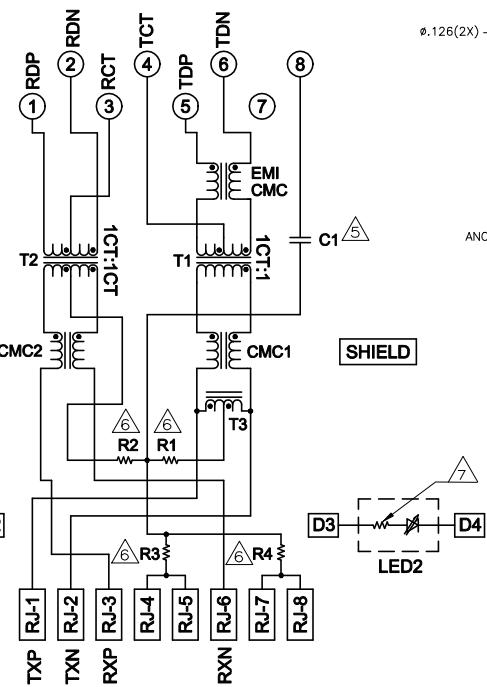 RDP
RDN
RCT
TCT
TDP
TDN
1
2
3
4
5
6
7
8
ø.126(2X)
EMI
CMC
T2
1CT:1CT
T1
1CT:1
C1
5
ANO
CMC2
CMC1
SHIELD
T3
6
R2
6
R1
7
D3
D4
LED2
6
R3
6
R4
RJ-1
RJ-2
RJ-3
RJ-4
RJ-5
RJ-6
RJ-7
RJ-8
TXP
TXN
RXP
RXN